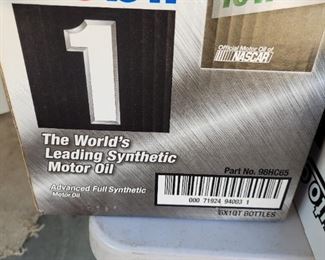 1
Official Motor Oil of
NASCAR
The World's
Leading Synthetic
Motor Oil
Part No. 98HC65
Advanced Full Synthetic
Motor Oil
000 71924 94003 1
6X1QT BOTTLES